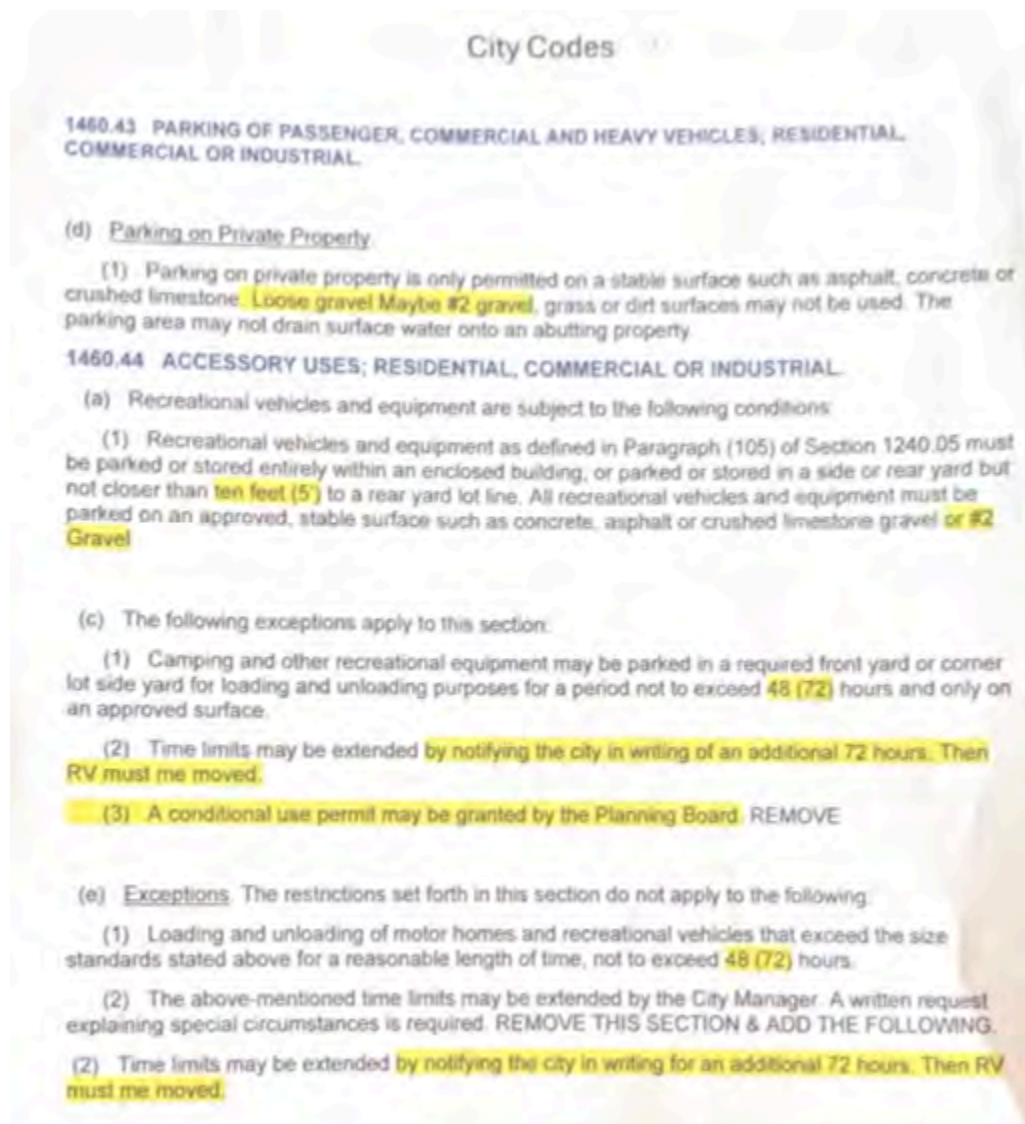 City Codes
1460.43 PARKING OF PASSENGER, COMMERCIAL AND HEAVY VEHICLES; RESIDENTIAL,
COMMERCIAL OR INDUSTRIAL.
(d) Parking on Private Property.
(1) Parking on private property is only permitted on a stable surface such as asphalt, concrete or
crushed limestone. Loose gravel Maybe #2 gravel, grass or dirt surfaces may not be used. The
parking area may not drain surface water onto an abutting property.
1460.44 ACCESSORY USES; RESIDENTIAL, COMMERCIAL OR INDUSTRIAL.
(a) Recreational vehicles and equipment are subject to the following conditions:
(1) Recreational vehicles and equipment as defined in Paragraph (105) of Section 1240.05 must
be parked or stored entirely within an enclosed building, or parked or stored in a side or rear yard but
not closer than ten feet (5') to a rear yard lot line. All recreational vehicles and equipment must be
parked on an approved, stable surface such as concrete, asphalt or crushed limestone gravel or #2
Gravel
(c) The following exceptions apply to this section:
(1) Camping and other recreational equipment may be parked in a required front yard or corner
lot side yard for loading and unloading purposes for a period not to exceed 48 (72) hours and only on
an approved surface.
(2) Time limits may be extended by notifying the city in writing of an additional 72 hours. Then
RV must me moved.
(3) A conditional use permit may be granted by the Planning Board. REMOVE
(e) Exceptions. The restrictions set forth in this section do not apply to the following:
(1) Loading and unloading of motor homes and recreational vehicles that exceed the size
standards stated above for a reasonable length of time, not to exceed 48 (72) hours.
(2) The above-mentioned time limits may be extended by the City Manager. A written request
explaining special circumstances is required. REMOVE THIS SECTION & ADD THE FOLLOWING.
(2) Time limits may be extended by notifying the city in writing for an additional 72 hours. Then RV
must me moved.